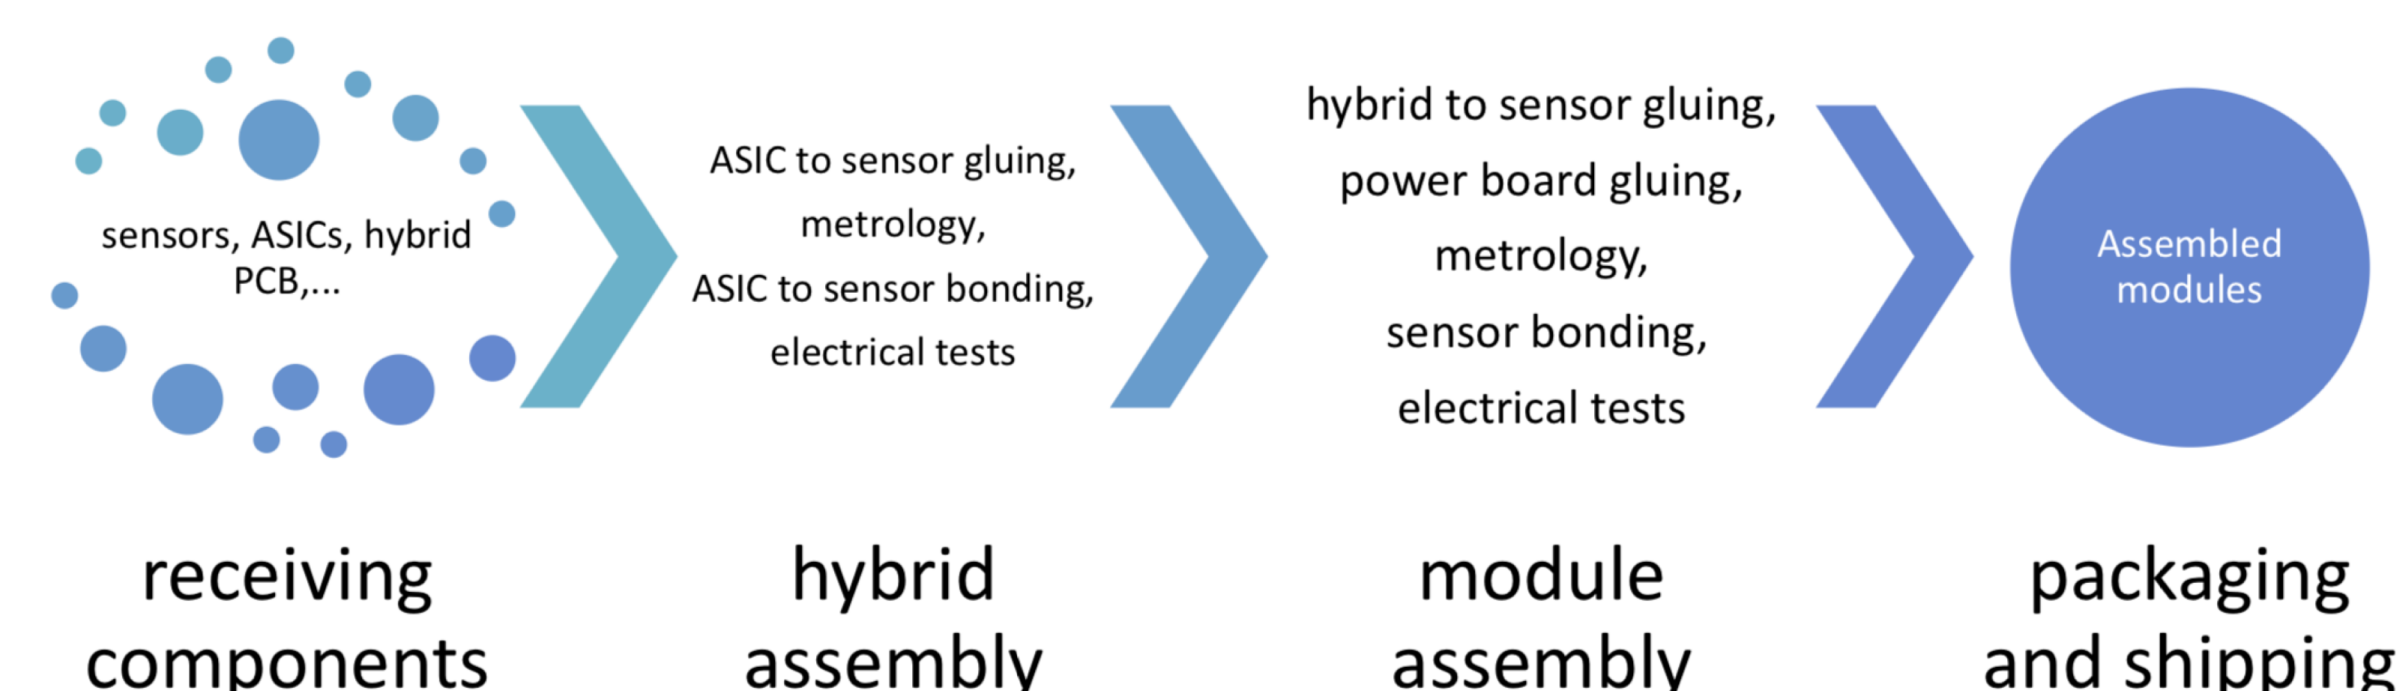 sensors, ASICs, hybrid
PCB,...
ASIC to sensor gluing,
metrology,
ASIC to sensor bonding,
electrical tests
hybrid to sensor gluing,
power board gluing,
metrology,
sensor bonding,
electrical tests
Assembled
modules
receiving
components
hybrid
assembly
module
assembly
packaging
and shipping